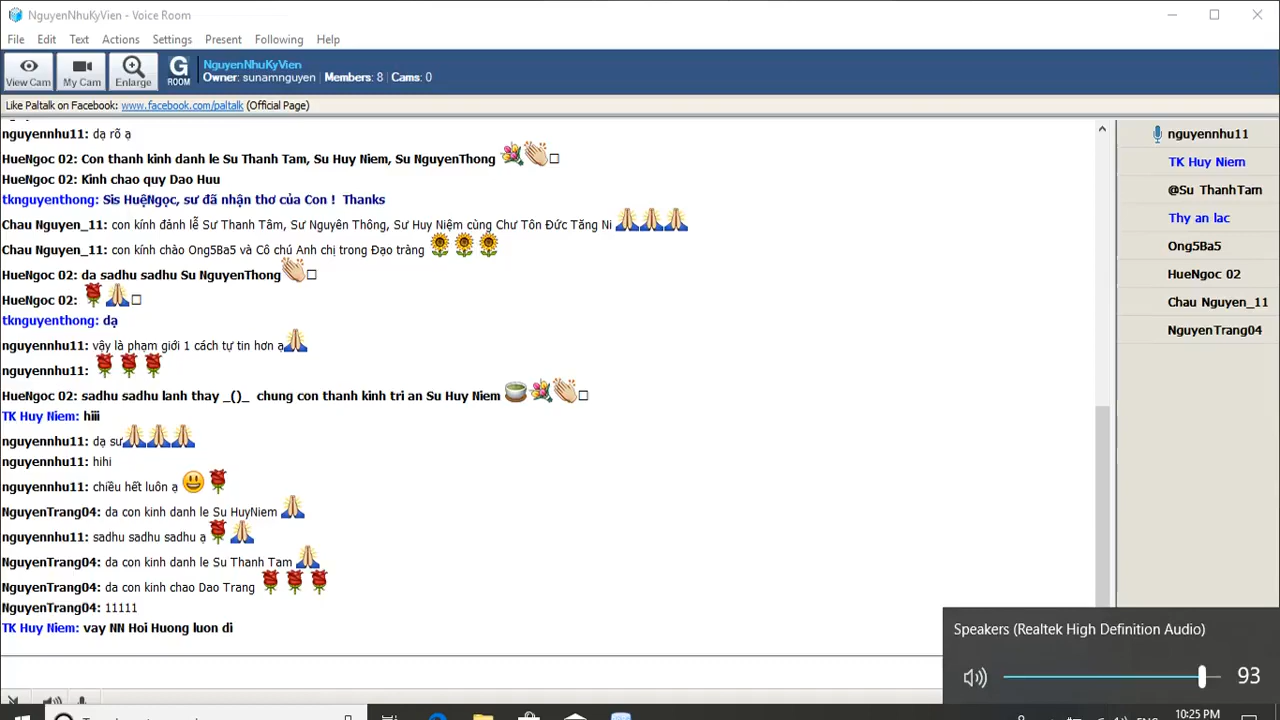 NguyenNhuKyVien - Voice Room
File Edit Text Actions Settings Present Following Help
View Cam My Cam Enlarge G ROOM
NguyenNhuKyVien
Owner: sunamnguyen | Members: 8 | Cams: 0
Like Paltalk on Facebook: www.facebook.com/paltalk (Official Page)
nguyennhu11: dạ rõ ạ
HueNgoc 02: Con thanh kinh danh le Su Thanh Tam, Su Huy Niem, Su NguyenThong
HueNgoc 02: Kinh chao quy Dao Huu
tknguyenthong: Sis HuệNgọc, sư đã nhận thơ của Con ! Thanks
Chau Nguyen_11: con kính đảnh lễ Sư Thanh Tâm, Sư Nguyên Thông, Sư Huy Niệm cùng Chư Tôn Đức Tăng Ni
Chau Nguyen_11: con kính chào Ong5Ba5 và Cô chú Anh chị trong Đạo tràng
HueNgoc 02: da sadhu sadhu Su NguyenThong
HueNgoc 02:
tknguyenthong: dạ
nguyennhu11: vậy là phạm giới 1 cách tự tin hơn ạ
nguyennhu11:
HueNgoc 02: sadhu sadhu lanh thay _()_ chung con thanh kinh tri an Su Huy Niem
TK Huy Niem: hiii
nguyennhu11: dạ sư
nguyennhu11: hihi
nguyennhu11: chiều hết luôn ạ
NguyenTrang04: da con kinh danh le Su HuyNiem
nguyennhu11: sadhu sadhu sadhu ạ
NguyenTrang04: da con kinh danh le Su Thanh Tam
NguyenTrang04: da con kinh chao Dao Trang
NguyenTrang04: 11111
TK Huy Niem: vay NN Hoi Huong luon di
nguyennhu11
TK Huy Niem
@Su ThanhTam
Thy an lac
Ong5Ba5
HueNgoc 02
Chau Nguyen_11
NguyenTrang04
Speakers (Realtek High Definition Audio)
93
10:25 PM